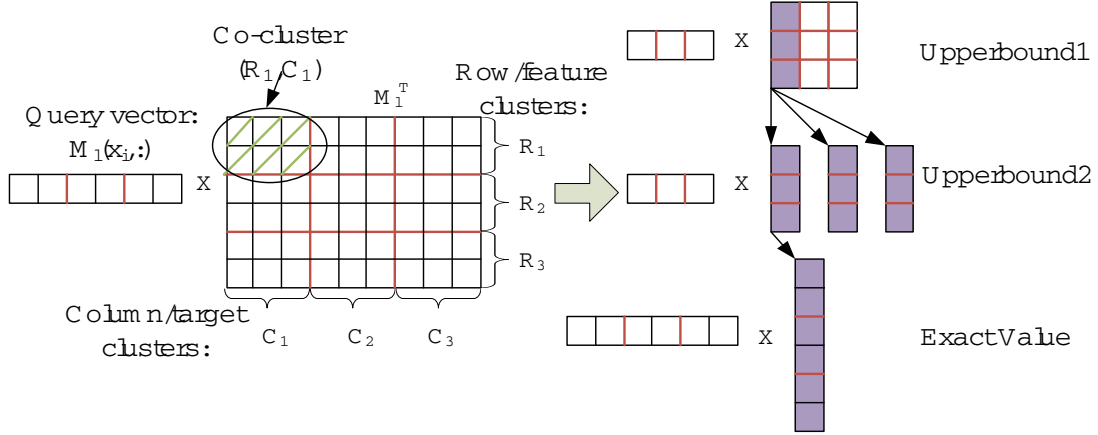 Co-cluster
(R1,C1)
Query vector:
M1(xi,:)
X
M1^T
Row/feature
clusters:
R1
R2
R3
Column/target
clusters:
C1
C2
C3
X
Upperbound1
X
Upperbound2
X
ExactValue